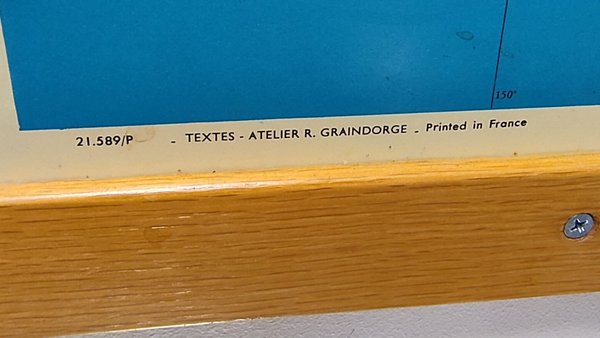 150°
21.589/P - TEXTES - ATELIER R. GRAINDORGE - Printed in France